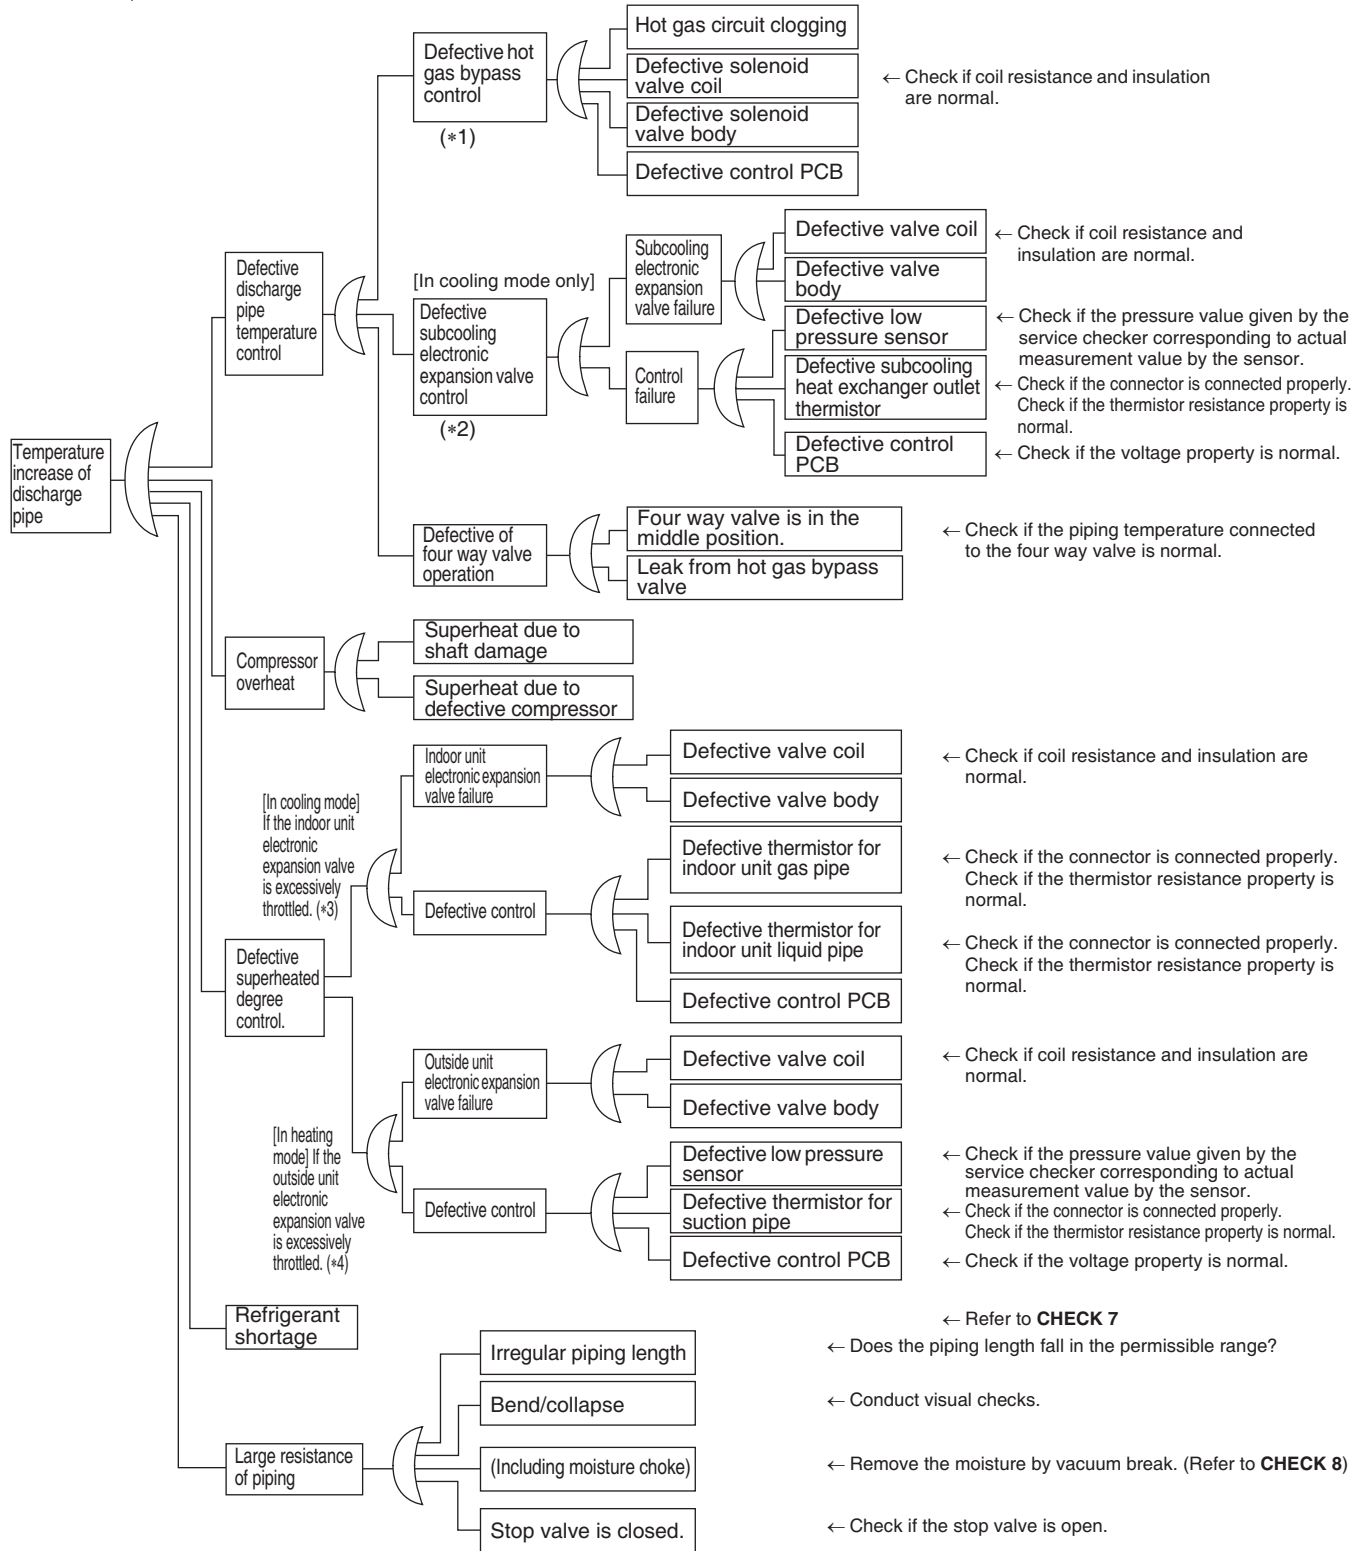 Hot gas circuit clogging
Defective hot
gas bypass
control
(*1)
Defective solenoid
valve coil
← Check if coil resistance and insulation
are normal.
Defective solenoid
valve body
Defective control PCB
Defective
discharge
pipe
temperature
control
[In cooling mode only]
Defective
subcooling
electronic
expansion valve
control
(*2)
Subcooling
electronic
expansion
valve failure
Defective valve coil
← Check if coil resistance and
insulation are normal.
Defective valve
body
Control
failure
Defective low
pressure sensor
← Check if the pressure value given by the
service checker corresponding to actual
measurement value by the sensor.
Defective subcooling
heat exchanger outlet
thermistor
← Check if the connector is connected properly.
Check if the thermistor resistance property is
normal.
Defective control
PCB
← Check if the voltage property is normal.
Temperature
increase of
discharge
pipe
Defective of
four way valve
operation
Four way valve is in the
middle position.
← Check if the piping temperature connected
to the four way valve is normal.
Leak from hot gas bypass
valve
Compressor
overheat
Superheat due to
shaft damage
Superheat due to
defective compressor
Defective
superheated
degree
control.
[In cooling mode]
If the indoor unit
electronic
expansion valve
is excessively
throttled. (*3)
Indoor unit
electronic expansion
valve failure
Defective valve coil
← Check if coil resistance and insulation are
normal.
Defective valve body
Defective control
Defective thermistor for
indoor unit gas pipe
← Check if the connector is connected properly.
Check if the thermistor resistance property is
normal.
Defective thermistor for
indoor unit liquid pipe
← Check if the connector is connected properly.
Check if the thermistor resistance property is
normal.
Defective control PCB
[In heating
mode] If the
outside unit
electronic
expansion valve
is excessively
throttled. (*4)
Outside unit
electronic expansion
valve failure
Defective valve coil
← Check if coil resistance and insulation are
normal.
Defective valve body
Defective control
Defective low pressure
sensor
← Check if the pressure value given by the
service checker corresponding to actual
measurement value by the sensor.
Defective thermistor for
suction pipe
← Check if the connector is connected properly.
Check if the thermistor resistance property is normal.
Defective control PCB
← Check if the voltage property is normal.
Refrigerant
shortage
← Refer to CHECK 7
Large resistance
of piping
Irregular piping length
← Does the piping length fall in the permissible range?
Bend/collapse
← Conduct visual checks.
(Including moisture choke)
← Remove the moisture by vacuum break. (Refer to CHECK 8)
Stop valve is closed.
← Check if the stop valve is open.